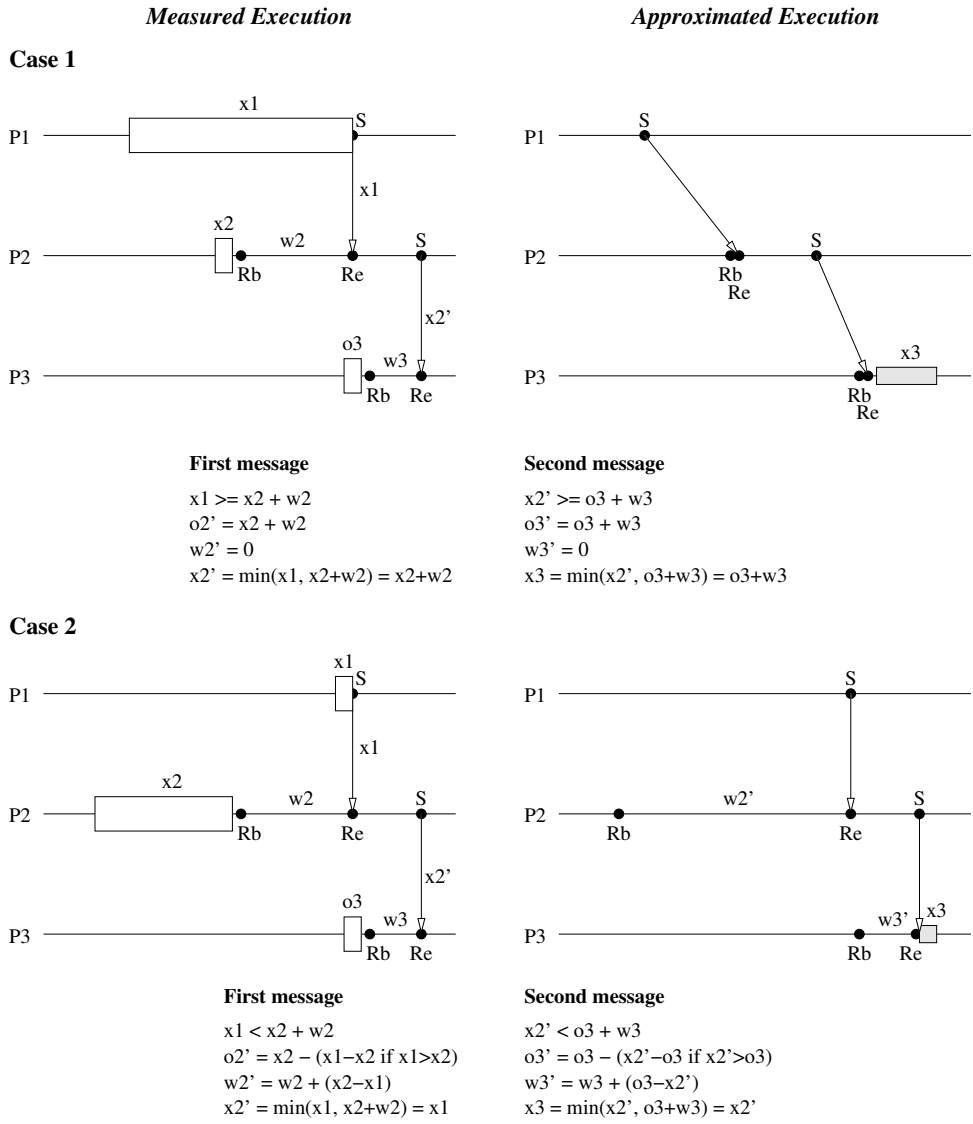 Measured Execution
Approximated Execution
Case 1
x1
S
P1
x1
x2
w2
S
P2
Rb
Re
x2’
o3
w3
P3
Rb
Re
S
S
Rb
Re
P1
P2
x3
P3
Rb
Re
First message
x1 >= x2 + w2
o2’ = x2 + w2
w2’ = 0
x2’ = min(x1, x2+w2) = x2+w2
Second message
x2’ >= o3 + w3
o3’ = o3 + w3
w3’ = 0
x3 = min(x2’, o3+w3) = o3+w3
Case 2
x1
S
P1
x1
x2
w2
S
P2
Rb
Re
x2’
o3
w3
P3
Rb
Re
S
P1
w2’
S
P2
Rb
Re
w3’
x3
P3
Rb
Re
First message
x1 < x2 + w2
o2’ = x2 − (x1−x2 if x1>x2)
w2’ = w2 + (x2−x1)
x2’ = min(x1, x2+w2) = x1
Second message
x2’ < o3 + w3
o3’ = o3 − (x2’−o3 if x2’>o3)
w3’ = w3 + (o3−x2’)
x3 = min(x2’, o3+w3) = x2’